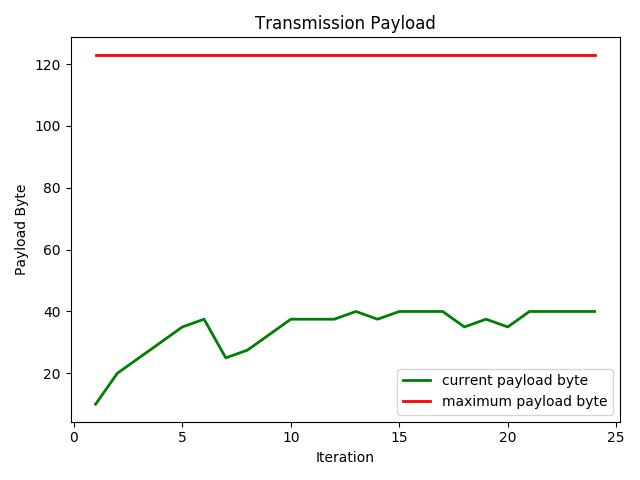 Transmission Payload
120
100
80
60
40
20
Payload Byte
0
5
10
15
20
25
Iteration
current payload byte
maximum payload byte